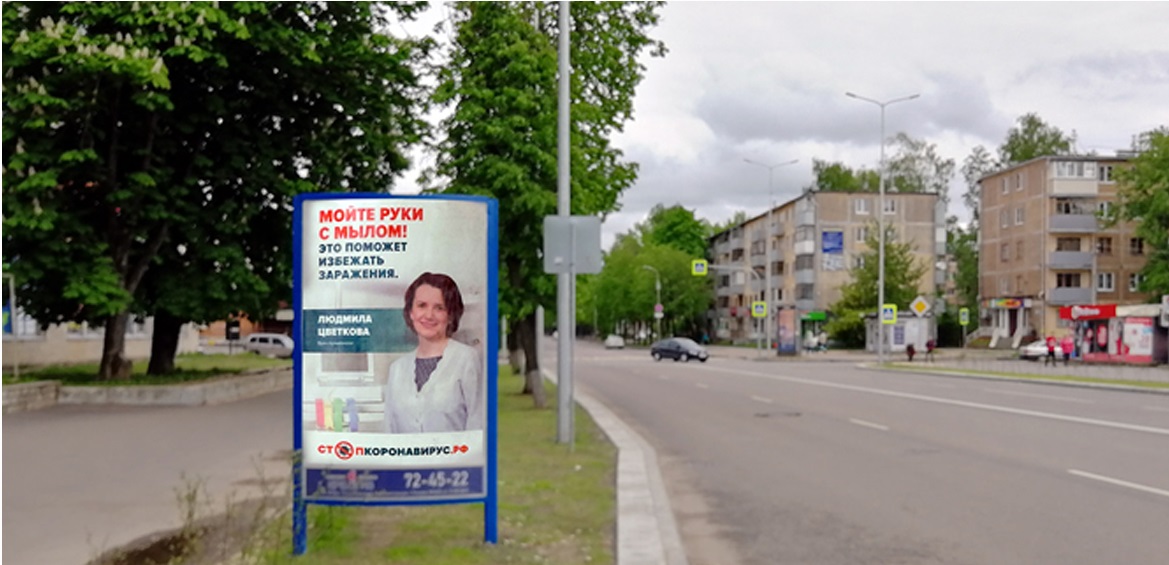 МОЙТЕ РУКИ
С МЫЛОМ!
ЭТО ПОМОЖЕТ
ИЗБЕЖАТЬ
ЗАРАЖЕНИЯ.
ЛЮДМИЛА
ЦВЕТКОВА
СТОПКОРОНАВИРУС.РФ
72-45-22